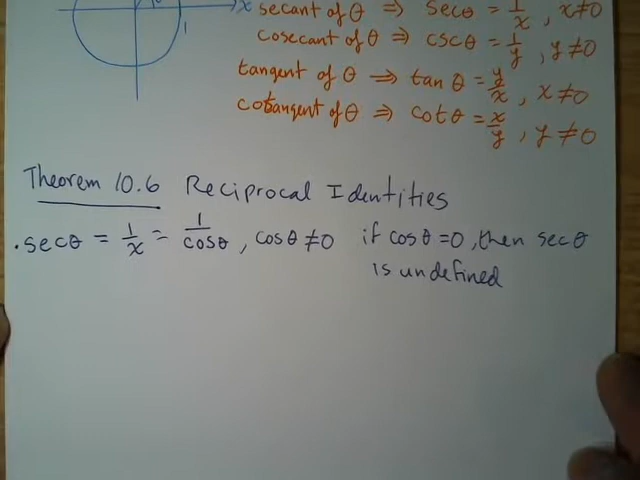 x
1
secant of θ ⇒ secθ = 1/x , x≠0
cosecant of θ ⇒ cscθ = 1/y , y≠0
tangent of θ ⇒ tan θ = y/x , x≠0
cotangent of θ ⇒ cotθ = x/y , y≠0
Theorem 10.6 Reciprocal Identities
. secθ = 1/x = 1/cosθ , cosθ≠0 if cosθ=0, then secθ
is undefined